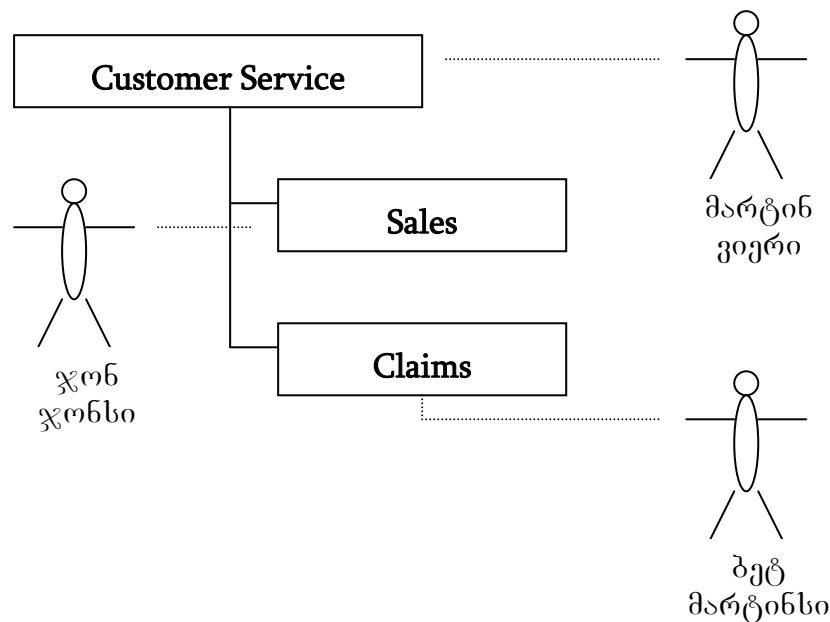 Customer Service
მარტინ
ვიერი
Sales
ჯონ
ჯონსი
Claims
ბეტ
მარტინსი